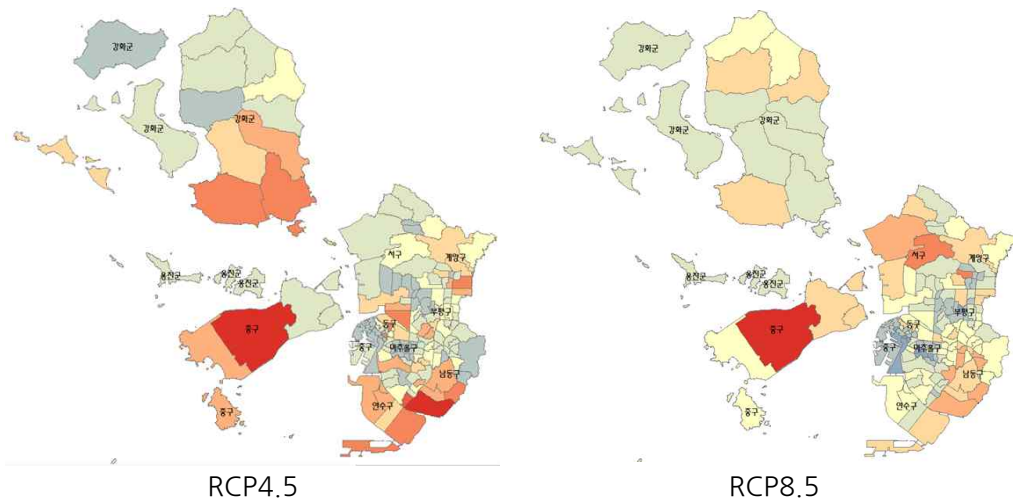 강화군
강화군
강화군
서구
계양구
옹진군
옹진군
옹진군
부평구
동구
중구
중구
미추홀구
남동구
연수구
중구
RCP4.5
강화군
강화군
강화군
서구
계양구
옹진군
옹진군
옹진군
부평구
동구
중구
중구
미추홀구
남동구
연수구
중구
RCP8.5